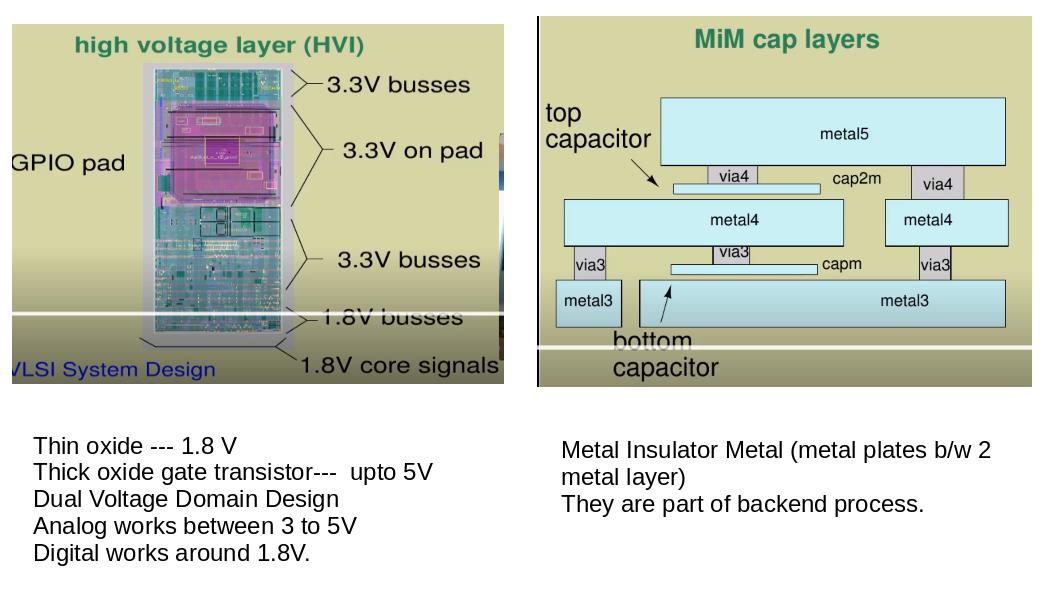 high voltage layer (HVI)
3.3V busses
GPIO pad
3.3V on pad
3.3V busses
1.8V busses
1.8V core signals
VLSI System Design
Thin oxide --- 1.8 V
Thick oxide gate transistor--- upto 5V
Dual Voltage Domain Design
Analog works between 3 to 5V
Digital works around 1.8V.
MiM cap layers
top
capacitor
metal5
via4
cap2m
via4
metal4
metal4
via3
via3
capm
via3
metal3
metal3
bottom
capacitor
Metal Insulator Metal (metal plates b/w 2
metal layer)
They are part of backend process.